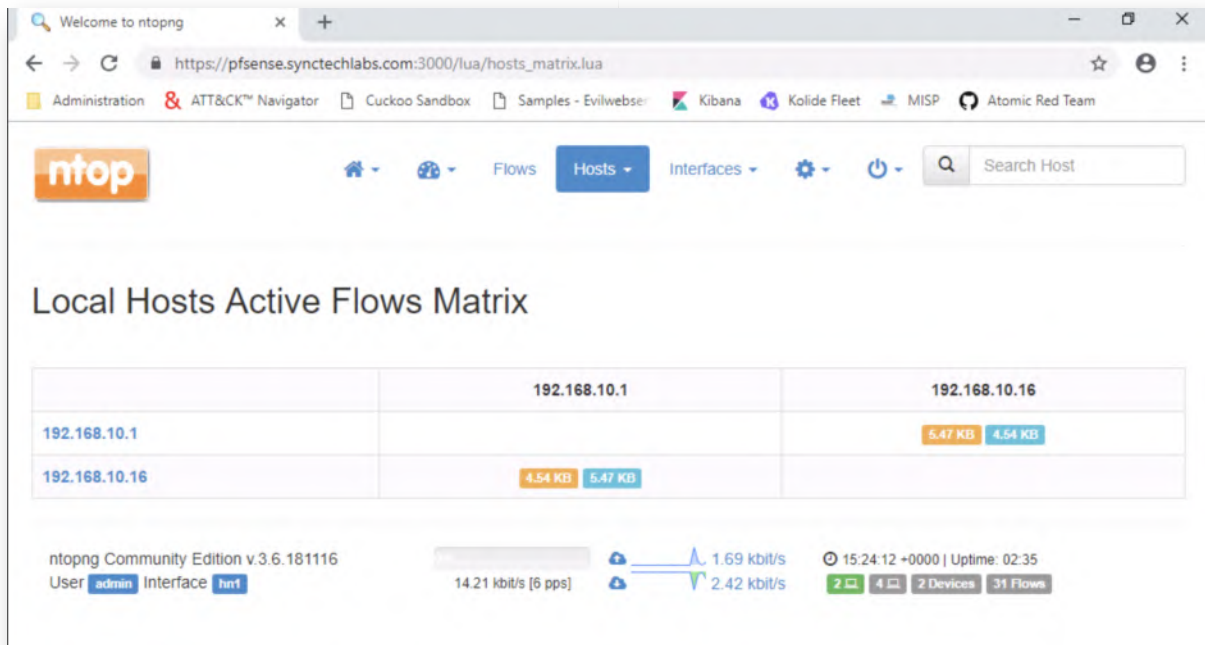 Welcome to ntopng
https://pfsense.synctechlabs.com:3000/lua/hosts_matrix.lua
Administration ATT&CK™ Navigator Cuckoo Sandbox Samples - Evilwebser Kibana Kolide Fleet MISP Atomic Red Team
ntop Flows Hosts Interfaces Search Host
Local Hosts Active Flows Matrix
192.168.10.1 192.168.10.16
192.168.10.1 5.47 KB 4.54 KB
192.168.10.16 4.54 KB 5.47 KB
ntopng Community Edition v.3.6.181116 1.69 kbit/s 15:24:12 +0000 | Uptime: 02:35
User admin Interface hn1 14.21 kbit/s [6 pps] 2.42 kbit/s 2 4 2 Devices 31 Flows